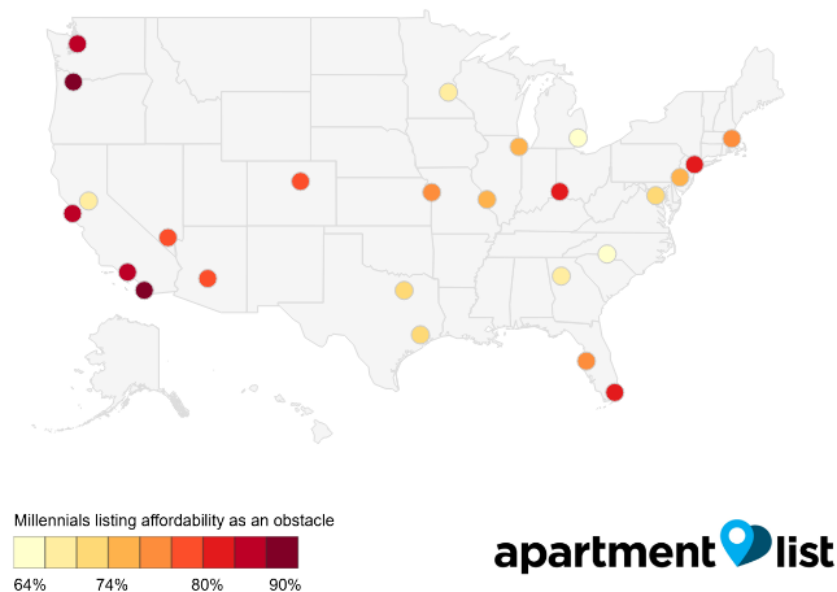 Millennials listing affordability as an obstacle
64% 74% 80% 90%
apartment list